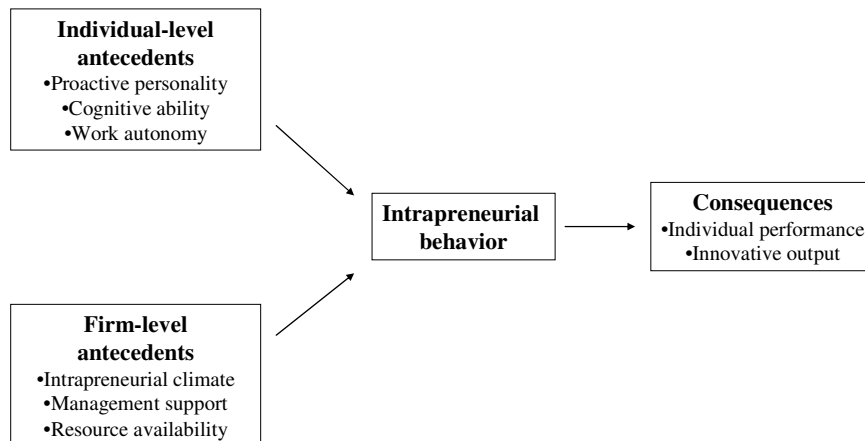 Individual-level
antecedents
•Proactive personality
•Cognitive ability
•Work autonomy
Intrapreneurial
behavior
Consequences
•Individual performance
•Innovative output
Firm-level
antecedents
•Intrapreneurial climate
•Management support
•Resource availability